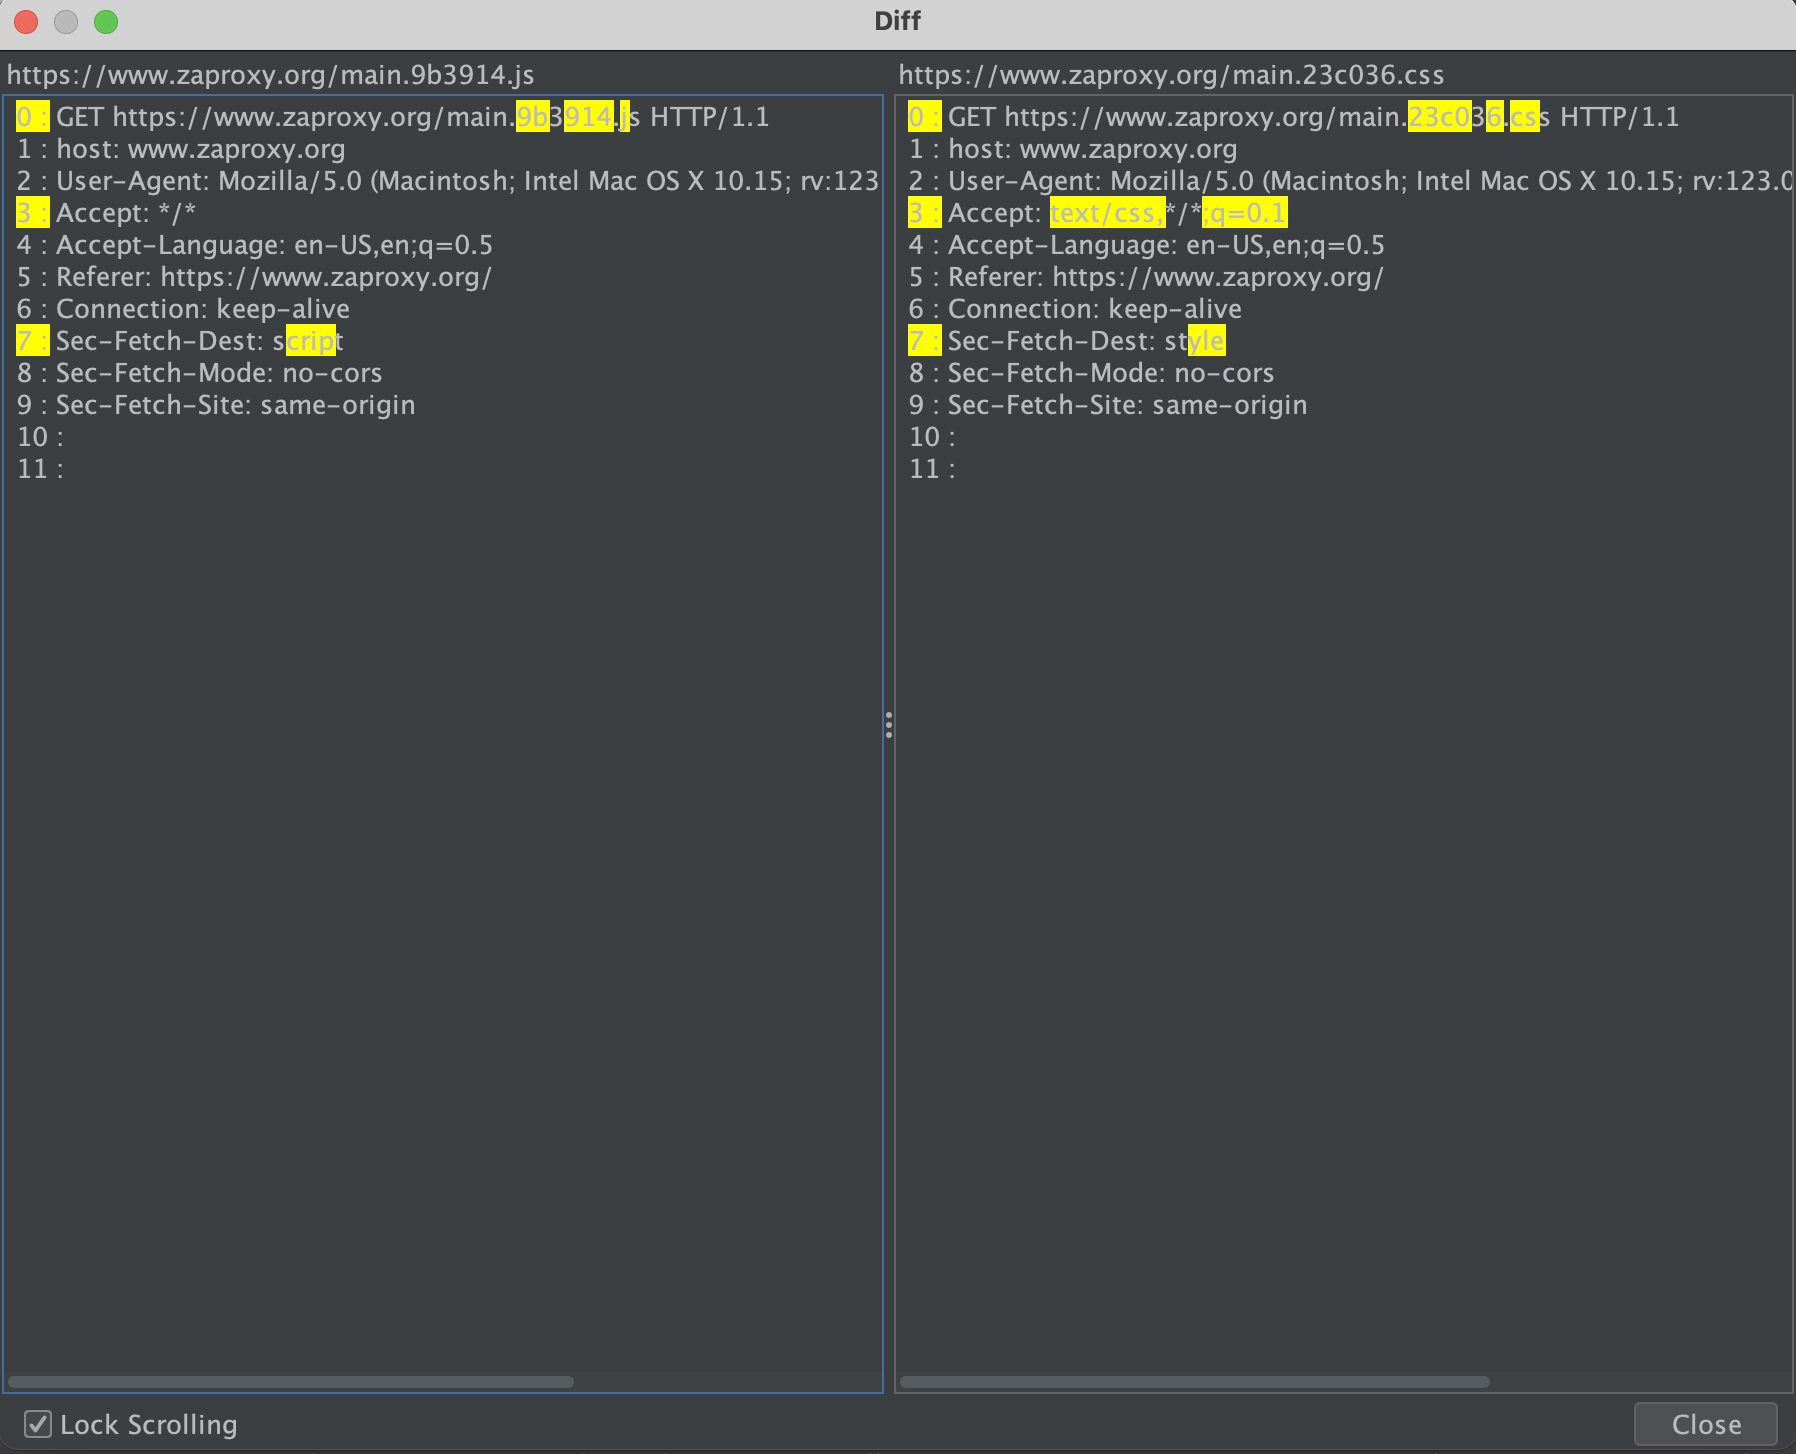 Diff
https://www.zaproxy.org/main.9b3914.js
0 : GET https://www.zaproxy.org/main.9b3914.js HTTP/1.1
1 : host: www.zaproxy.org
2 : User-Agent: Mozilla/5.0 (Macintosh; Intel Mac OS X 10.15; rv:123
3 : Accept: */*
4 : Accept-Language: en-US,en;q=0.5
5 : Referer: https://www.zaproxy.org/
6 : Connection: keep-alive
7 : Sec-Fetch-Dest: script
8 : Sec-Fetch-Mode: no-cors
9 : Sec-Fetch-Site: same-origin
10 :
11 :
https://www.zaproxy.org/main.23c036.css
0 : GET https://www.zaproxy.org/main.23c036.css HTTP/1.1
1 : host: www.zaproxy.org
2 : User-Agent: Mozilla/5.0 (Macintosh; Intel Mac OS X 10.15; rv:123.0
3 : Accept: text/css,*/*;q=0.1
4 : Accept-Language: en-US,en;q=0.5
5 : Referer: https://www.zaproxy.org/
6 : Connection: keep-alive
7 : Sec-Fetch-Dest: style
8 : Sec-Fetch-Mode: no-cors
9 : Sec-Fetch-Site: same-origin
10 :
11 :
Lock Scrolling
Close